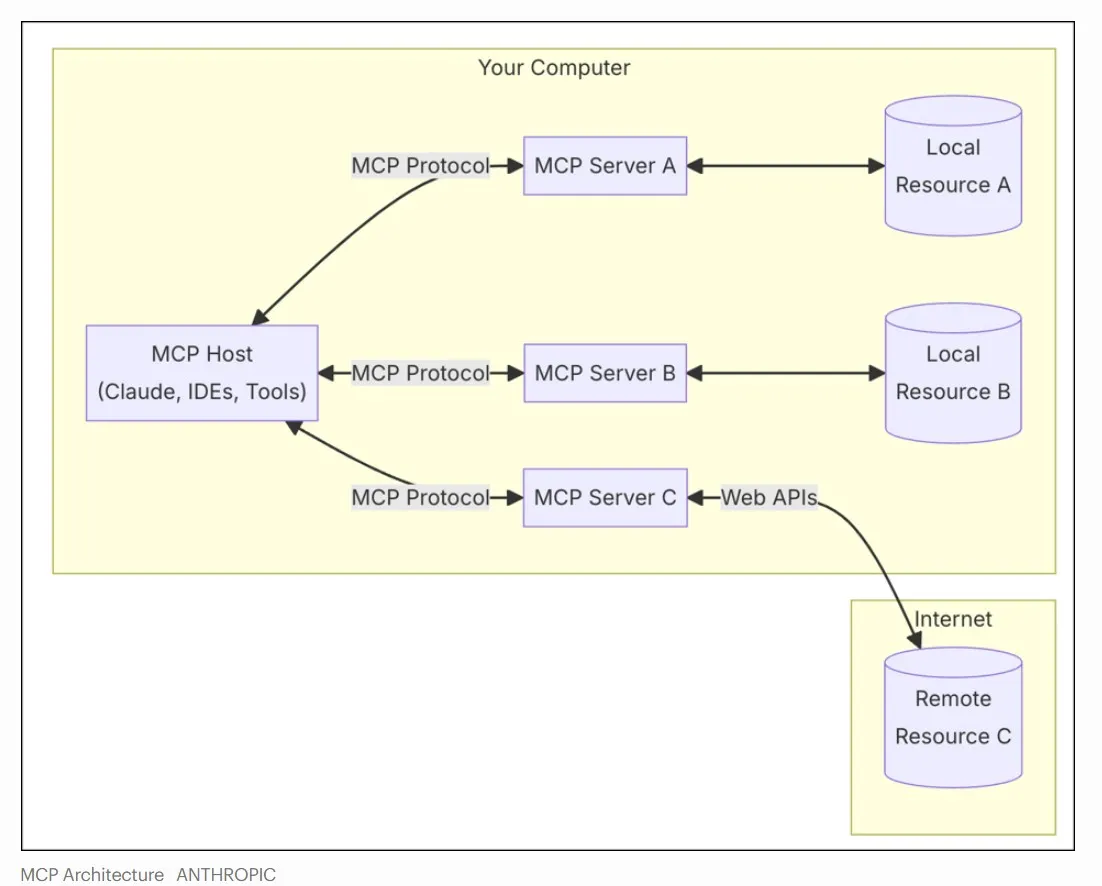 Your Computer
MCP Protocol
MCP Server A
Local
Resource A
MCP Host
(Claude, IDEs, Tools)
MCP Protocol
MCP Server B
Local
Resource B
MCP Protocol
MCP Server C
Web APIs
Internet
Remote
Resource C
MCP Architecture ANTHROPIC